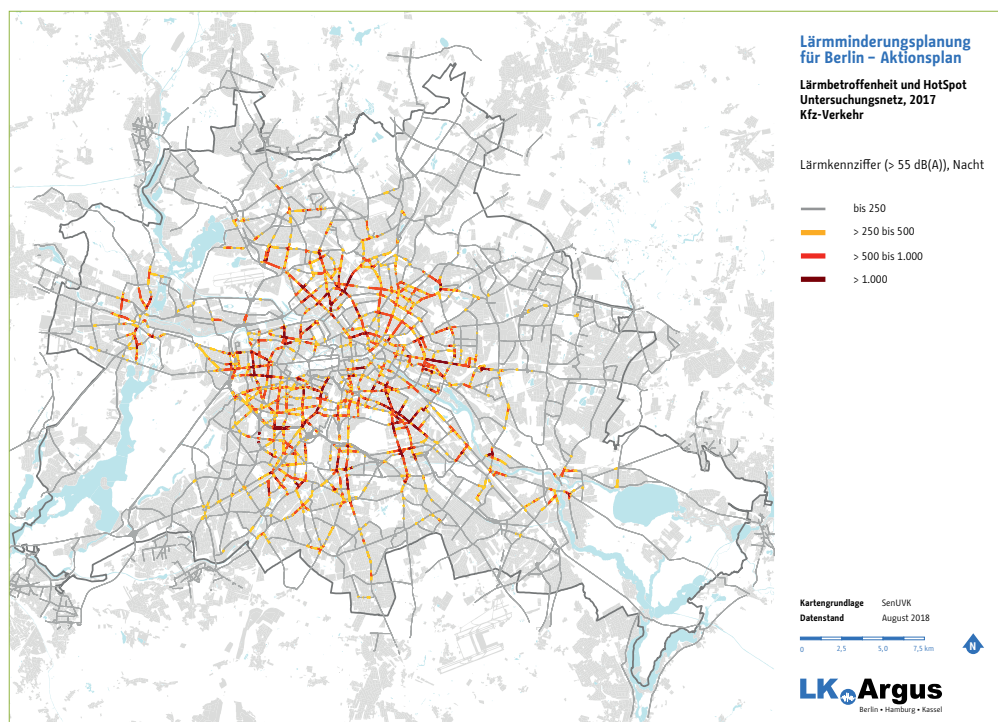 Lärmminderungsplanung
für Berlin – Aktionsplan
Lärmbetroffenheit und HotSpot
Untersuchungsnetz, 2017
Kfz-Verkehr
Lärmkennziffer (> 55 dB(A)), Nacht
bis 250
> 250 bis 500
> 500 bis 1.000
> 1.000
Kartengrundlage SenUVK
Datenstand August 2018
0 2,5 5,0 7,5 km
N
LK Argus
Berlin • Hamburg • Kassel